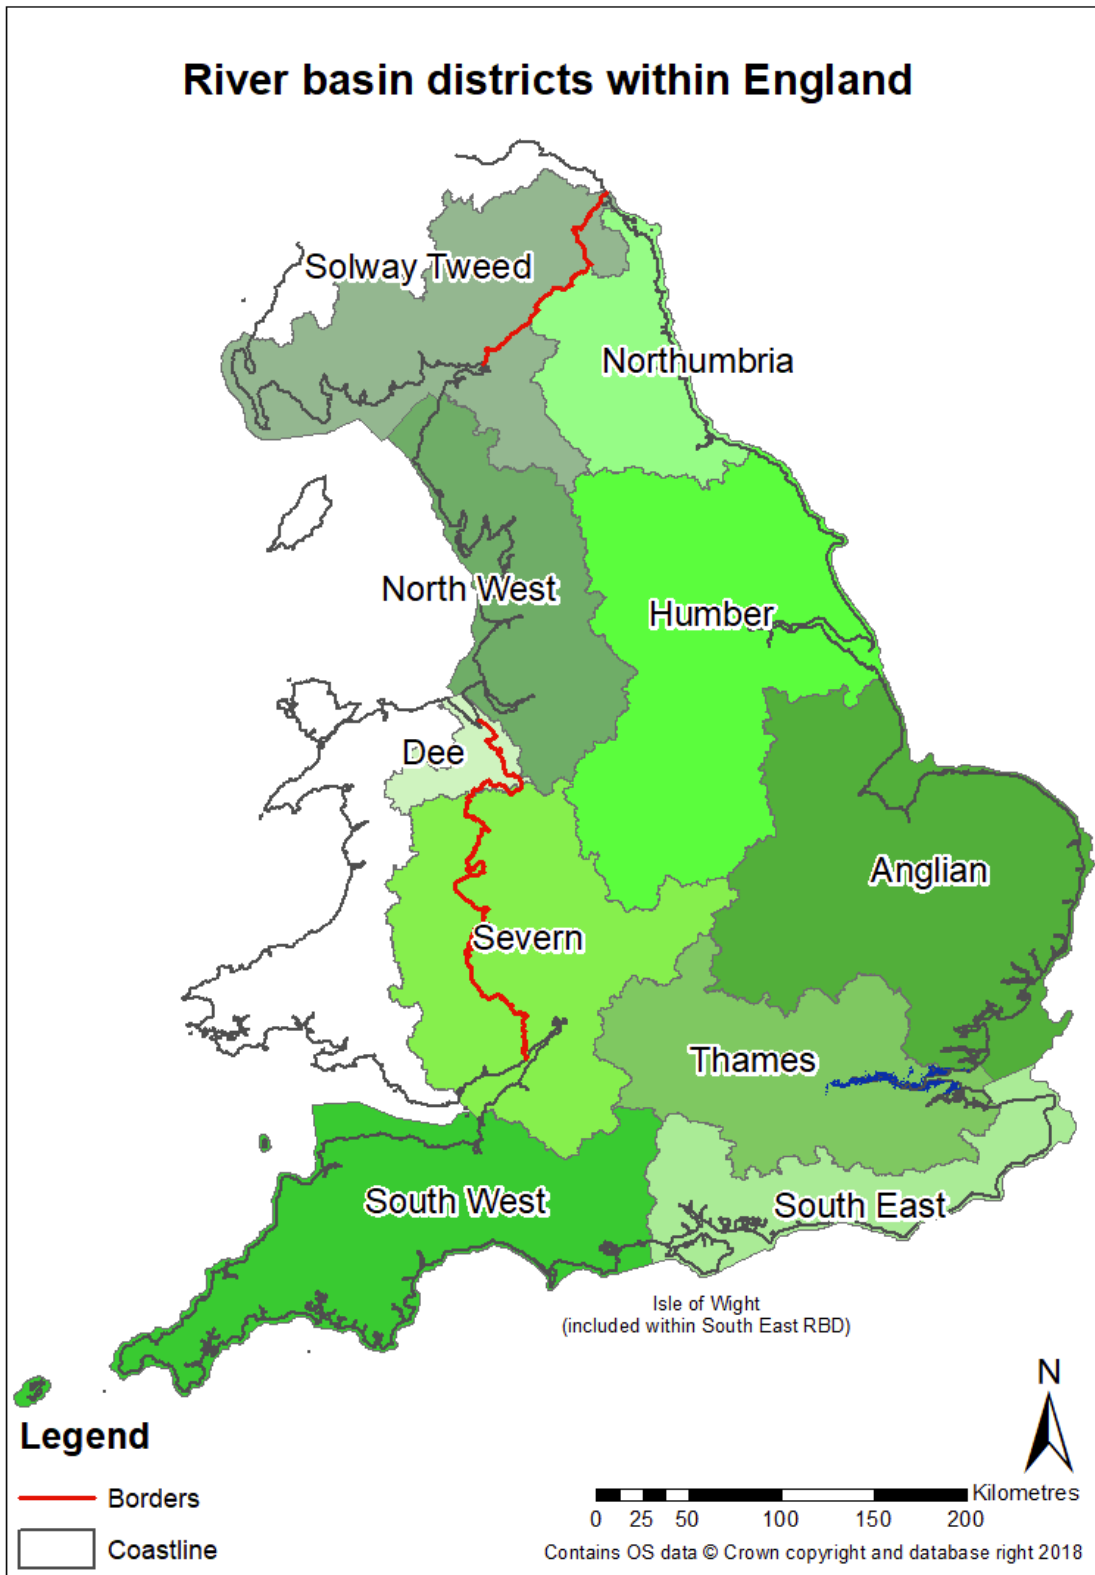 River basin districts within England
Solway Tweed
Northumbria
North West
Humber
Dee
Anglian
Severn
Thames
South West
South East
Isle of Wight
(included within South East RBD)
N
Legend
Borders
Coastline
Kilometres
0 25 50 100 150 200
Contains OS data © Crown copyright and database right 2018